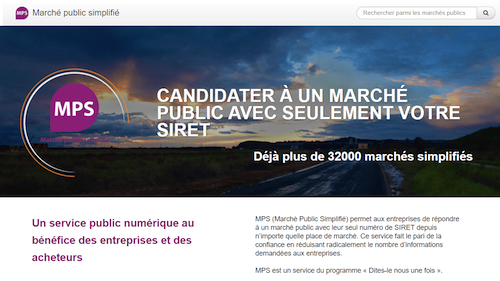 MPS Marché public simplifié
Rechercher parmi les marchés publics
MPS
CANDIDATER À UN MARCHÉ
PUBLIC AVEC SEULEMENT VOTRE
SIRET
Déjà plus de 32000 marchés simplifiés
Un service public numérique au
bénéfice des entreprises et des
acheteurs
MPS (Marché Public Simplifié) permet aux entreprises de répondre
à un marché public avec leur seul numéro de SIRET depuis
n'importe quelle place de marché. Ce service fait le pari de la
confiance en réduisant radicalement le nombre d'informations
demandées aux entreprises.
MPS est un service du programme « Dites-le nous une fois ».